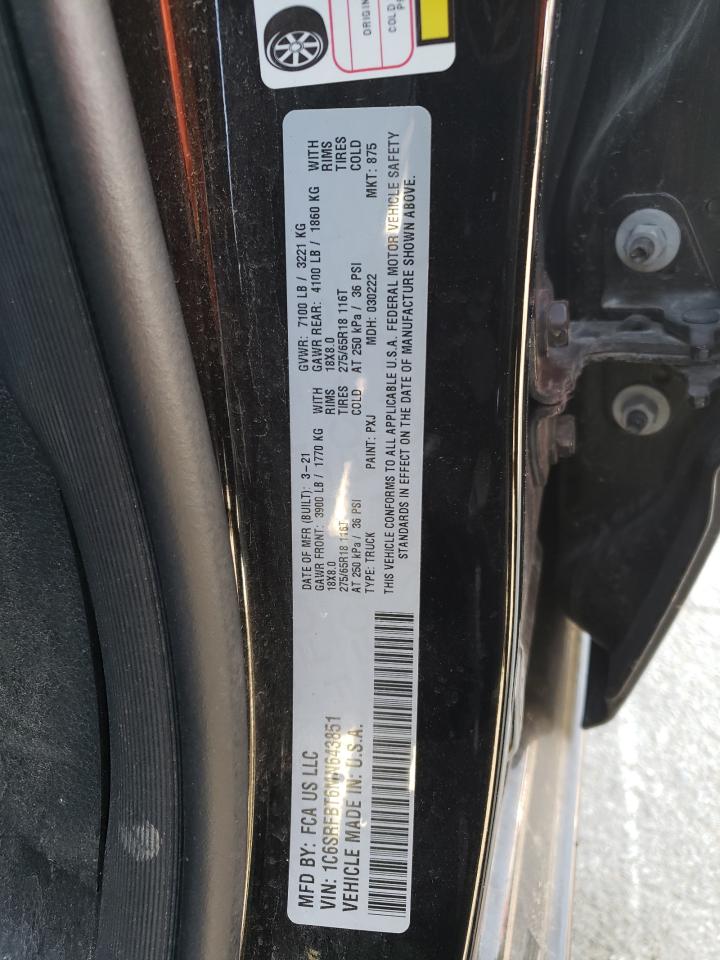 MFD BY: FCA US LLC
VIN: 1C6SRFBT6MN643851
VEHICLE MADE IN: U.S.A.
DATE OF MFR (BUILT): 3-21 GVWR: 7100 LB / 3221 KG
GAWR FRONT: 3900 LB / 1770 KG WITH GAWR REAR: 4100 LB / 1860 KG WITH
18X8.0 RIMS 18X8.0 RIMS
275/65R18 116T TIRES 275/65R18 116T TIRES
AT 250 kPa / 36 PSI COLD AT 250 kPa / 36 PSI COLD
TYPE: TRUCK PAINT: PXJ MDH: 030222 MKT: 875
THIS VEHICLE CONFORMS TO ALL APPLICABLE U.S.A. FEDERAL MOTOR VEHICLE SAFETY
STANDARDS IN EFFECT ON THE DATE OF MANUFACTURE SHOWN ABOVE.